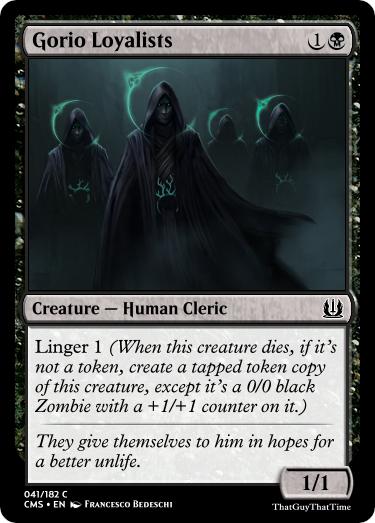 Gorio Loyalists 1
Creature — Human Cleric
Linger 1 (When this creature dies, if it's
not a token, create a tapped token copy
of this creature, except it's a 0/0 black
Zombie with a +1/+1 counter on it.)
They give themselves to him in hopes for
a better unlife.
1/1
041/182 C
CMS • EN Francesco Bedeschi
ThatGuyThatTime